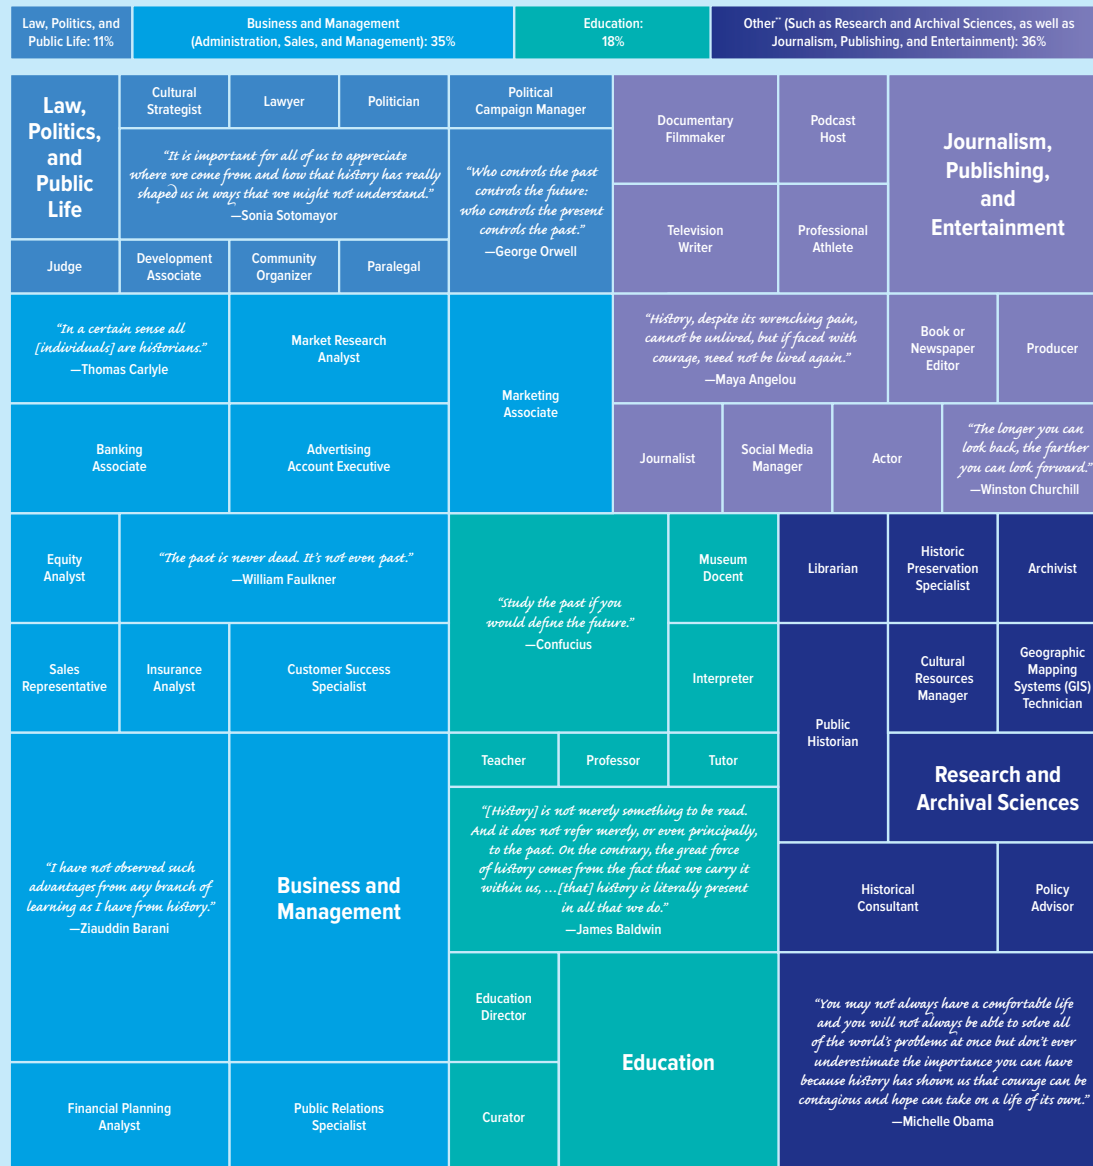 Law, Politics, and
Public Life: 11%
Business and Management
(Administration, Sales, and Management): 35%
Education:
18%
Other** (Such as Research and Archival Sciences, as well as
Journalism, Publishing, and Entertainment): 36%
Law,
Politics,
and
Public
Life
Cultural
Strategist
Lawyer
Politician
Political
Campaign Manager
“It is important for all of us to appreciate
where we come from and how that history has really
shaped us in ways that we might not understand.”
—Sonia Sotomayor
“Who controls the past
controls the future:
who controls the present
controls the past.”
—George Orwell
Judge
Development
Associate
Community
Organizer
Paralegal
Documentary
Filmmaker
Podcast
Host
Journalism,
Publishing,
and
Entertainment
Television
Writer
Professional
Athlete
“In a certain sense all
[individuals] are historians.”
—Thomas Carlyle
Market Research
Analyst
Marketing
Associate
“History, despite its wrenching pain,
cannot be unlived, but if faced with
courage, need not be lived again.”
—Maya Angelou
Book or
Newspaper
Editor
Producer
Banking
Associate
Advertising
Account Executive
Journalist
Social Media
Manager
Actor
“The longer you can
look back, the farther
you can look forward.”
—Winston Churchill
Equity
Analyst
“The past is never dead. It’s not even past.”
—William Faulkner
“Study the past if you
would define the future.”
—Confucius
Museum
Docent
Librarian
Historic
Preservation
Specialist
Archivist
Sales
Representative
Insurance
Analyst
Customer Success
Specialist
Interpreter
Public
Historian
Cultural
Resources
Manager
Geographic
Mapping
Systems (GIS)
Technician
Teacher
Professor
Tutor
Research and
Archival Sciences
“I have not observed such
advantages from any branch of
learning as I have from history.”
—Ziauddin Barani
Business and
Management
“[History] is not merely something to be read.
And it does not refer merely, or even principally,
to the past. On the contrary, the great force
of history comes from the fact that we carry it
within us, ...[that] history is literally present
in all that we do.”
—James Baldwin
Historical
Consultant
Policy
Advisor
Education
Director
Education
“You may not always have a comfortable life
and you will not always be able to solve all
of the world’s problems at once but don’t ever
underestimate the importance you can have
because history has shown us that courage can be
contagious and hope can take on a life of its own.”
—Michelle Obama
Financial Planning
Analyst
Public Relations
Specialist
Curator